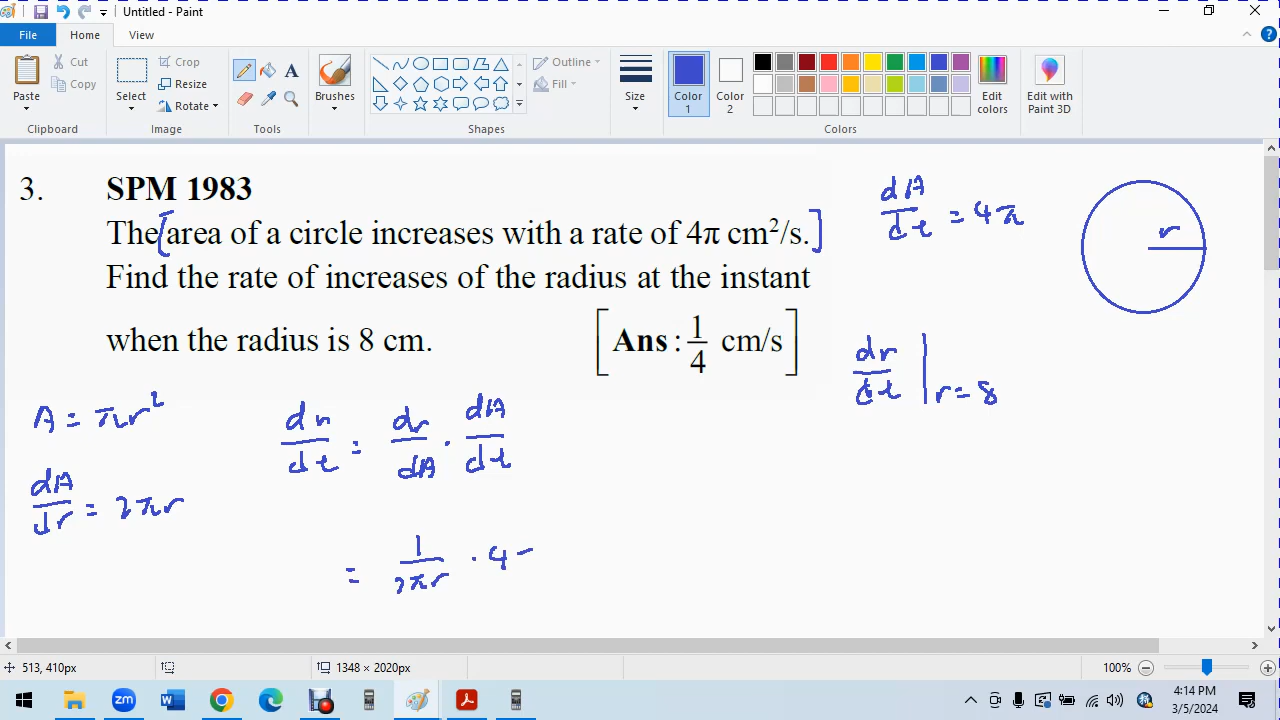 Untitled - Paint
File Home View
Paste Cut Copy Clipboard
Select Crop Resize Rotate Image
A Tools
Brushes
Shapes Outline Fill
Size
Color 1 Color 2 Colors
Edit colors
Edit with Paint 3D
3. SPM 1983
The [area of a circle increases with a rate of 4π cm²/s.]
Find the rate of increases of the radius at the instant
when the radius is 8 cm. [Ans : 1/4 cm/s]
dA/dt = 4π
r
dr/dt | r = 8
A = πr²
dA/dr = 2πr
dr/dt = dr/dA · dA/dt
= 1/2πr · 4
513, 410px 1348 × 2020px 100%
zm W
4:14 PM
3/5/2024